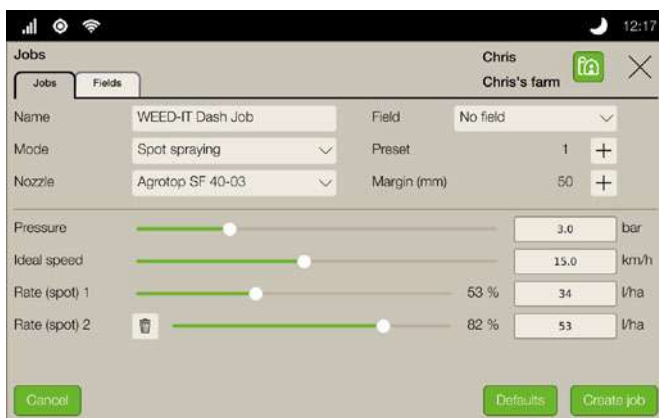 12:17
Jobs
Chris
Chris's farm
Jobs Fields
Name WEED-IT Dash Job Field No field
Mode Spot spraying Preset 1 +
Nozzle Agrotop SF 40-03 Margin (mm) 50 +
Pressure 3.0 bar
Ideal speed 15.0 km/h
Rate (spot) 1 53 % 34 l/ha
Rate (spot) 2 82 % 53 l/ha
Cancel Defaults Create job